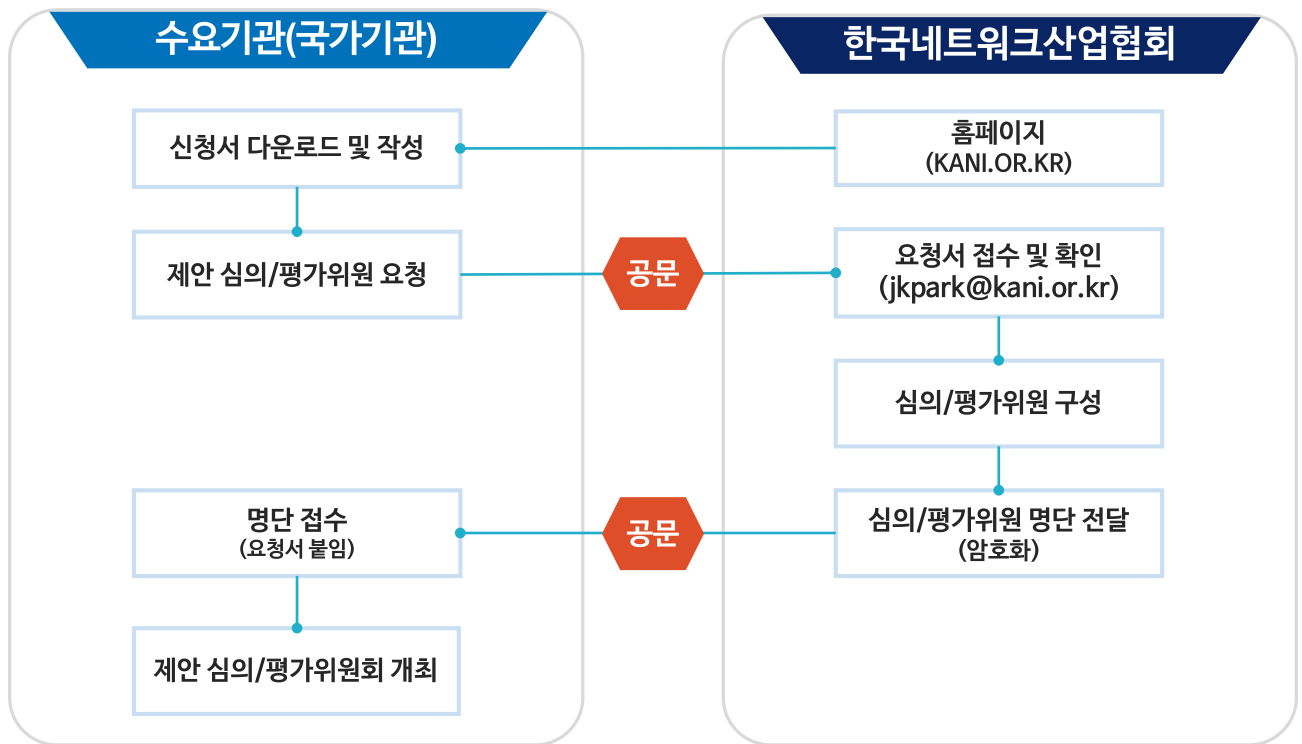 수요기관(국가기관)
한국네트워크산업협회
신청서 다운로드 및 작성
홈페이지
(KANI.OR.KR)
제안 심의/평가위원 요청
공문
요청서 접수 및 확인
(jkpark@kani.or.kr)
심의/평가위원 구성
명단 접수
(요청서 붙임)
공문
심의/평가위원 명단 전달
(암호화)
제안 심의/평가위원회 개최